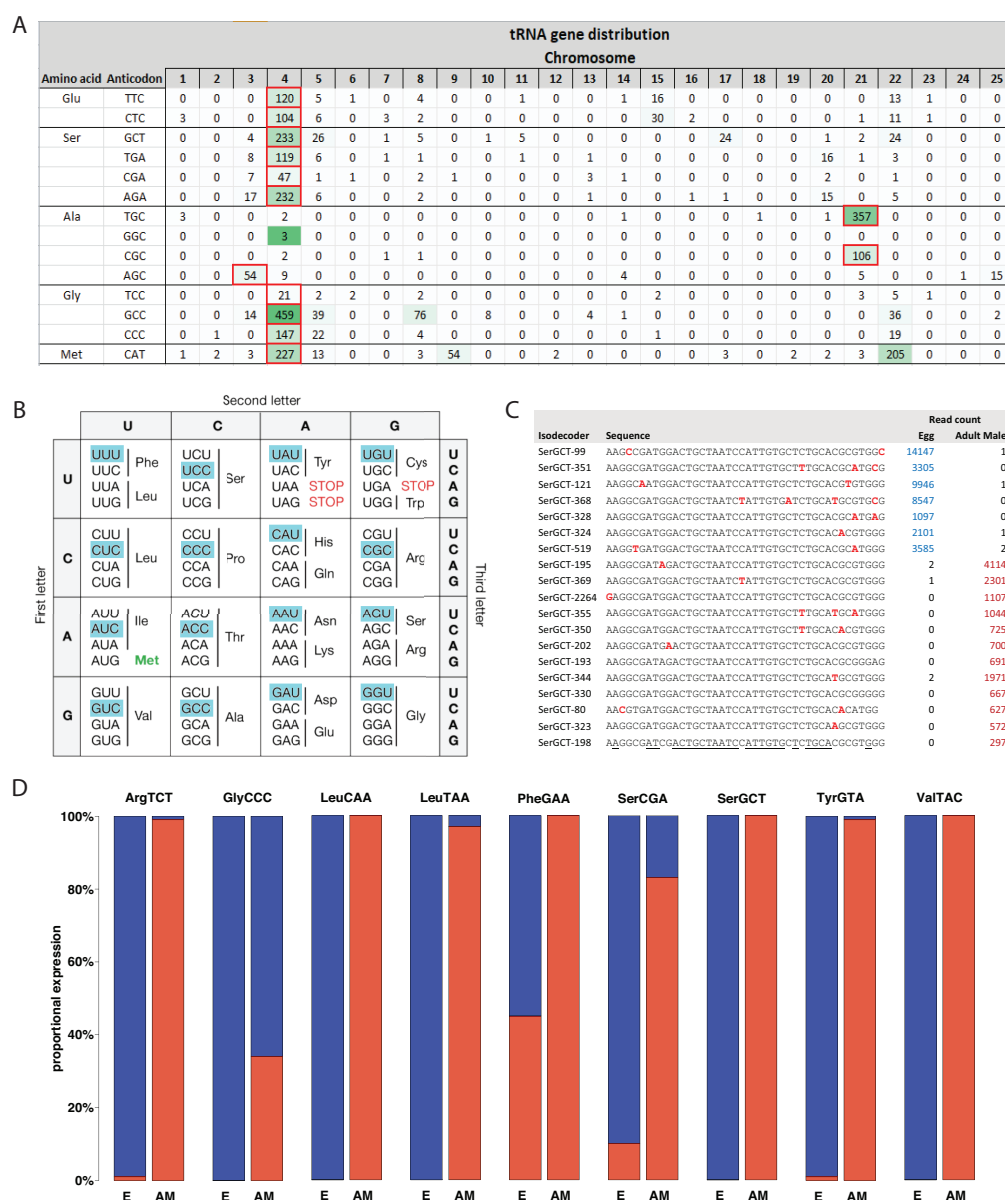 A
tRNA gene distribution
Chromosome
Amino acid Anticodon 1 2 3 4 5 6 7 8 9 10 11 12 13 14 15 16 17 18 19 20 21 22 23 24 25
Glu TTC 0 0 0 120 5 1 0 4 0 0 1 0 0 1 16 0 0 0 0 0 0 13 1 0 0
CTC 3 0 0 104 6 0 3 2 0 0 0 0 0 0 30 2 0 0 0 0 1 11 1 0 0
Ser GCT 0 0 4 233 26 0 1 5 0 1 5 0 0 0 0 0 24 0 0 1 2 24 0 0 0
TGA 0 0 8 119 6 0 1 1 0 0 1 0 1 0 0 0 0 0 0 16 1 3 0 0 0
CGA 0 0 7 47 1 1 0 2 1 0 0 0 3 1 0 0 0 0 0 2 0 1 0 0 0
AGA 0 0 17 232 6 0 0 2 0 0 0 0 1 0 0 1 1 0 0 15 0 5 0 0 0
Ala TGC 3 0 0 2 0 0 0 0 0 0 0 0 0 1 0 0 0 1 0 1 357 0 0 0 0
GGC 0 0 0 3 0 0 0 0 0 0 0 0 0 0 0 0 0 0 0 0 0 0 0 0 0
CGC 0 0 0 2 0 0 1 1 0 0 0 0 0 0 0 0 0 0 0 0 106 0 0 0 0
AGC 0 0 54 9 0 0 0 0 0 0 0 0 0 4 0 0 0 0 0 0 5 0 0 1 15
Gly TCC 0 0 0 21 2 2 0 2 0 0 0 0 0 0 2 0 0 0 0 0 3 5 1 0 0
GCC 0 0 14 459 39 0 0 76 0 8 0 0 4 1 0 0 0 0 0 0 0 36 0 0 2
CCC 0 1 0 147 22 0 0 4 0 0 0 0 0 0 1 0 0 0 0 0 0 19 0 0 0
Met CAT 1 2 3 227 13 0 0 3 54 0 0 2 0 0 0 0 3 0 2 2 3 205 0 0 0
B
Second letter
U C A G
First letter
Third letter
UUU UCU UAU UGU U
UUC Phe UCC Tyr UAC Cys UGC C
U UUA Leu UCA Ser UAA STOP UGA STOP A
UUG UCG UAG STOP UGG Trp G
CUU CCU CAU CGU U
CUC CCC His CAC CGC C
C CUA Leu CCA Pro CAA Gln CGA Arg A
CUG CCG CAG CGG G
AUU ACU AAU AGU U
AUC Ile ACC Asn AAC Ser AGC C
A AUA ACA Thr AAA Lys AGA Arg A
AUG Met ACG AAG AGG G
GUU GCU GAU GGU U
GUC GCC Asp GAC GGC C
G GUA Val GCA Ala GAA Glu GGA Gly A
GUG GCG GAG GGG G
C
Read count
Isodecoder Sequence Egg Adult Male
SerGCT-99 AAGCCGATGGACTGCTAATCCATTGTGCTCTGCACGCGTGGC 14147 1
SerGCT-351 AAGGCGATGGACTGCTAATCCATTGTGCTTTGCACGCATGCG 3305 0
SerGCT-121 AAGGCAATGGACTGCTAATCCATTGTGCTCTGCACGTGTGGG 9946 1
SerGCT-368 AAGGCGATGGACTGCTAATCTATTGTGATCTGCATGCGTGCG 8547 0
SerGCT-328 AAGGCGATGGACTGCTAATCCATTGTGCTCTGCACGCATGAG 1097 0
SerGCT-324 AAGGCGATGGACTGCTAATCCATTGTGCTCTGCACACGTGGG 2101 1
SerGCT-519 AAGGTGATGGACTGCTAATCCATTGTGCTCTGCACGCATGGG 3585 2
SerGCT-195 AAGGCGATAGACTGCTAATCCATTGTGCTCTGCACGCGTGGG 2 4114
SerGCT-369 AAGGCGATGGACTGCTAATCTATTGTGCTCTGCACGCGTGGG 1 2301
SerGCT-2264 GAGGCGATGGACTGCTAATCCATTGTGCTCTGCACGCGTGGG 0 1107
SerGCT-355 AAGGCGATGGACTGCTAATCCATTGTGCTTTGCATGCATGGG 0 1044
SerGCT-350 AAGGCGATGGACTGCTAATCCATTGTGCTTTGCACACGTGGG 0 725
SerGCT-202 AAGGCGATGAACTGCTAATCCATTGTGCTCTGCACGCGTGGG 0 700
SerGCT-193 AAGGCGATAGACTGCTAATCCATTGTGCTCTGCACGCGGGAG 0 691
SerGCT-344 AAGGCGATGGACTGCTAATCCATTGTGCTCTGCATGCGTGGG 2 1971
SerGCT-330 AAGGCGATGGACTGCTAATCCATTGTGCTCTGCACGCGGGGG 0 667
SerGCT-80 AACGTGATGGACTGCTAATCCATTGTGCTCTGCACACATGG 0 627
SerGCT-323 AAGGCGATGGACTGCTAATCCATTGTGCTCTGCAAGCGTGGG 0 572
SerGCT-198 AAGGCGATCGACTGCTAATCCATTGTGCTCTGCACGCGTGGG 0 297
D
ArgTCT GlyCCC LeuCAA LeuTAA PheGAA SerCGA SerGCT TyrGTA ValTAC
proportional expression
100%
80%
60%
40%
20%
0%
E AM E AM E AM E AM E AM E AM E AM E AM E AM